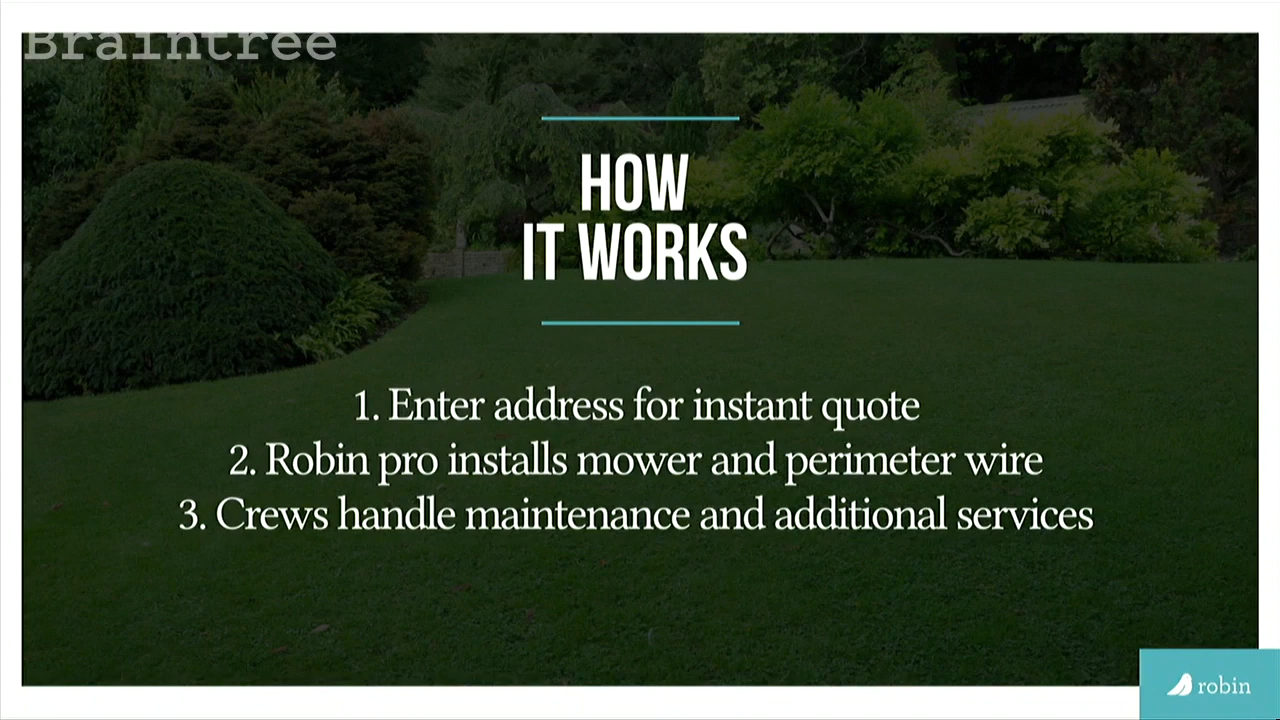 Braintree
HOW
IT WORKS
1. Enter address for instant quote
2. Robin pro installs mower and perimeter wire
3. Crews handle maintenance and additional services
robin